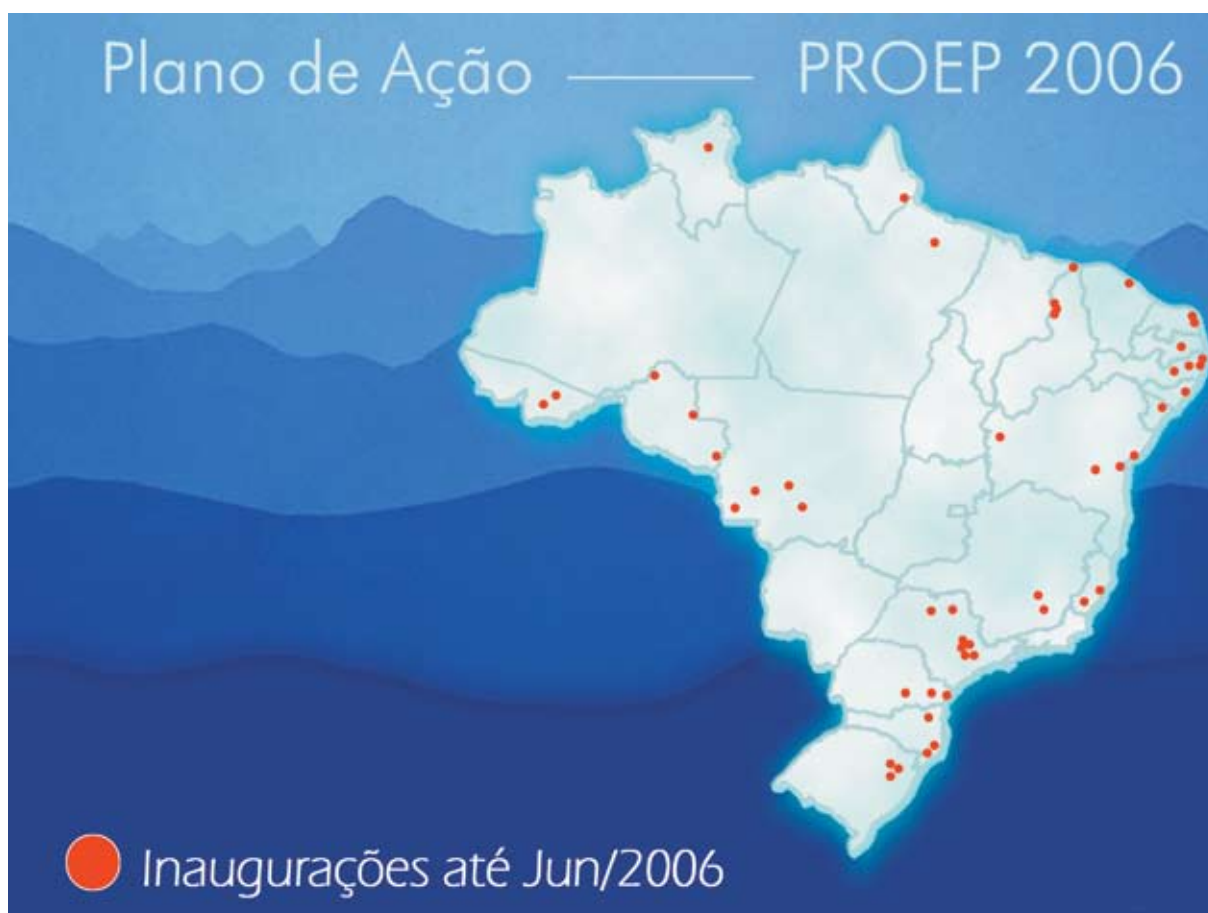 Plano de Ação — PROEP 2006
Inaugurações até Jun/2006